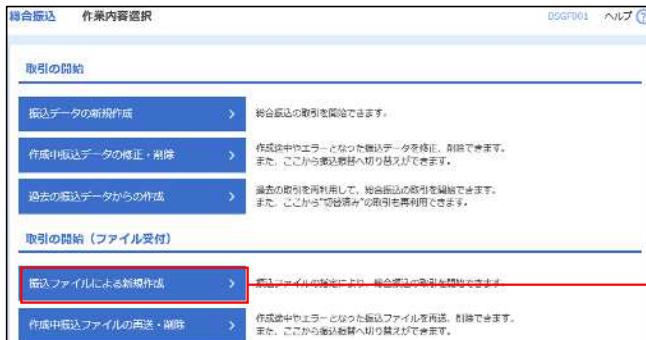 総合振込 作業内容選択 DSGF001 ヘルプ ?
取引の開始
振込データの新規作成 > 総合振込の取引を開始できます。
作成中振込データの修正・削除 > 作成途中やエラーとなった振込データを修正、削除できます。
また、ここから振込振替へ切り替えができます。
過去の振込データからの作成 > 過去の取引を再利用して、総合振込の取引を開始できます。
また、ここから"切替済み"の取引も再利用できます。
取引の開始（ファイル受付）
振込ファイルによる新規作成 > 振込ファイルの指定により、総合振込の取引を開始できます。
作成中振込ファイルの再送・削除 > 作成途中やエラーとなった振込ファイルを再送、削除できます。
また、ここから振込振替へ切り替えができます。